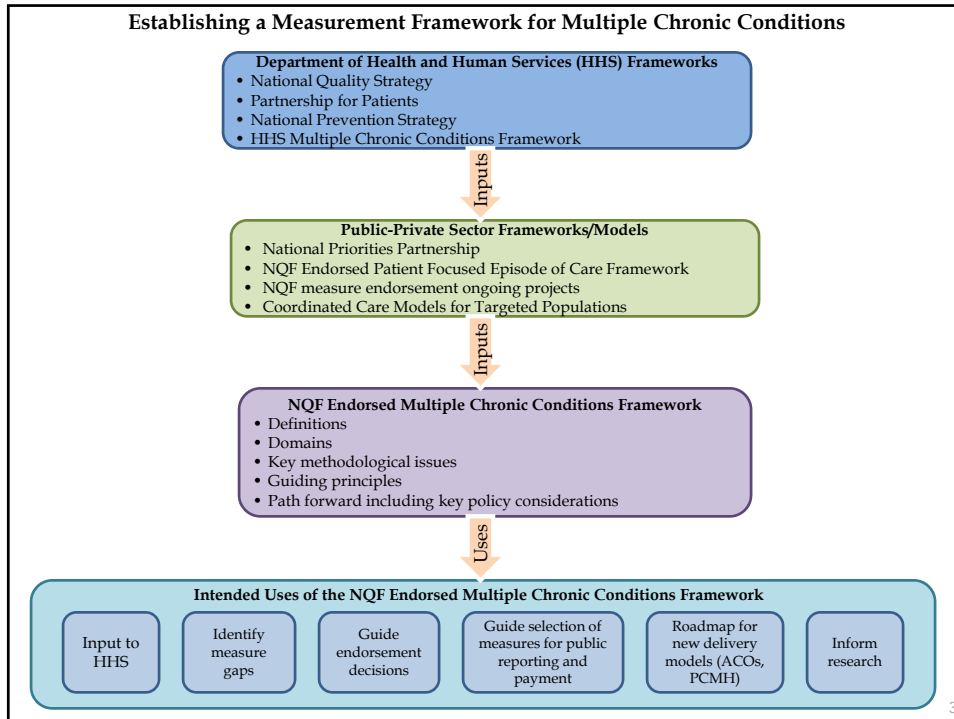 Establishing a Measurement Framework for Multiple Chronic Conditions
Department of Health and Human Services (HHS) Frameworks
• National Quality Strategy
• Partnership for Patients
• National Prevention Strategy
• HHS Multiple Chronic Conditions Framework
Inputs
Public-Private Sector Frameworks/Models
• National Priorities Partnership
• NQF Endorsed Patient Focused Episode of Care Framework
• NQF measure endorsement ongoing projects
• Coordinated Care Models for Targeted Populations
Inputs
NQF Endorsed Multiple Chronic Conditions Framework
• Definitions
• Domains
• Key methodological issues
• Guiding principles
• Path forward including key policy considerations
Uses
Intended Uses of the NQF Endorsed Multiple Chronic Conditions Framework
Input to
HHS
Identify
measure
gaps
Guide
endorsement
decisions
Guide selection of
measures for public
reporting and
payment
Roadmap for
new delivery
models (ACOs,
PCMH)
Inform
research
3